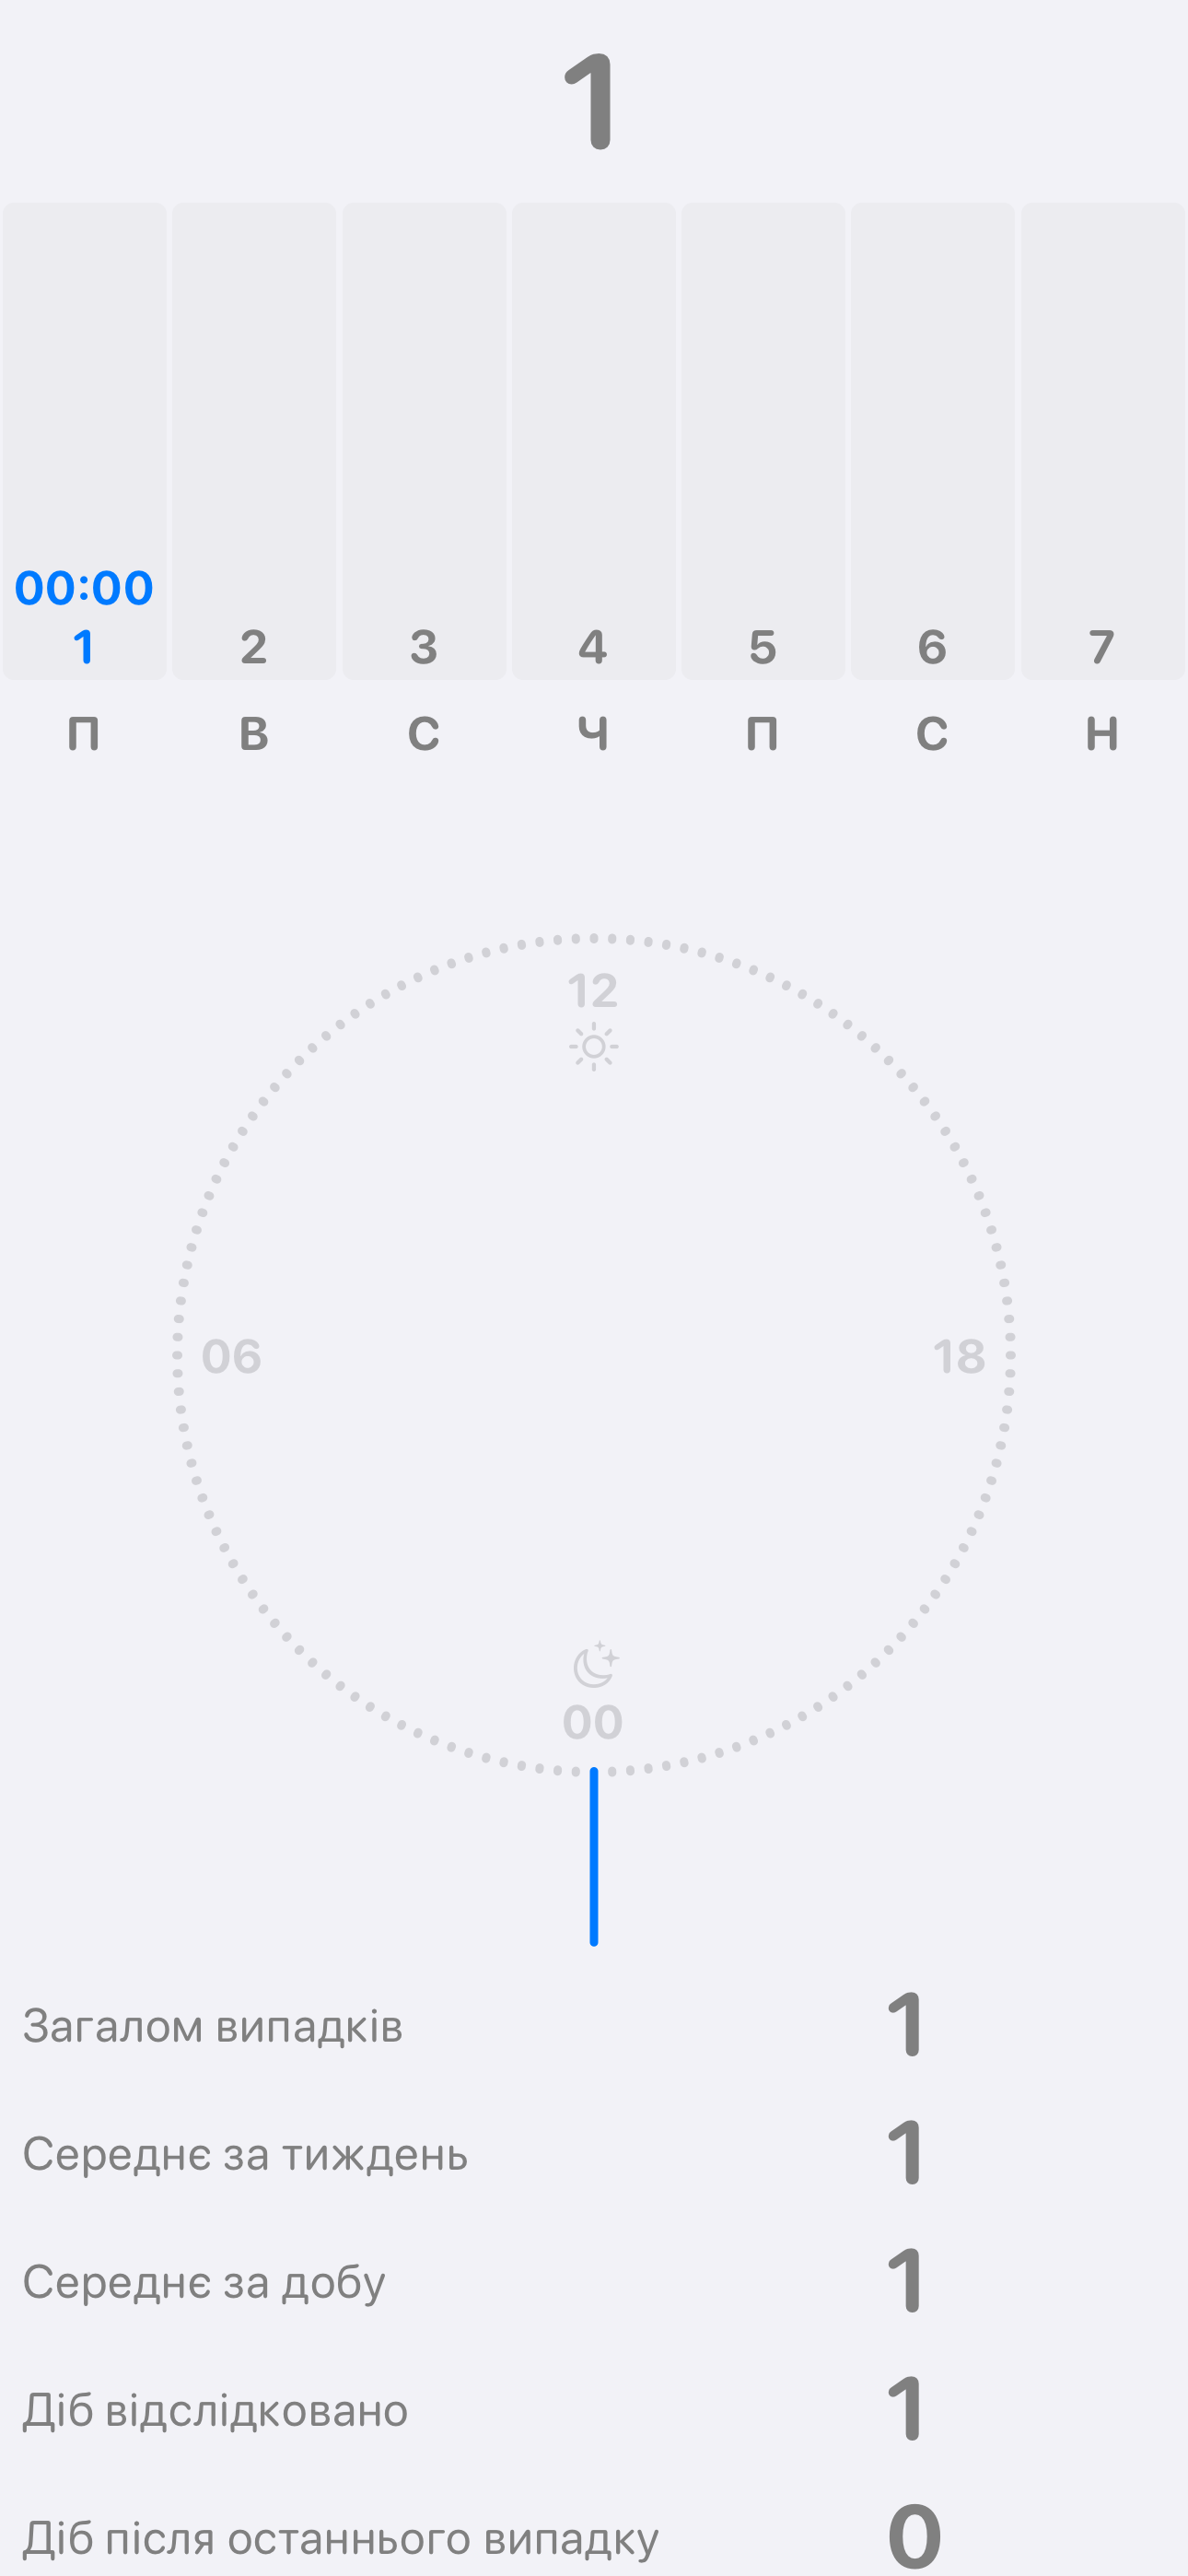 1
00:00
1 2 3 4 5 6 7
П В С Ч П С Н
12
06 18
00
Загалом випадків 1
Середнє за тиждень 1
Середнє за добу 1
Діб відслідковано 1
Діб після останнього випадку 0